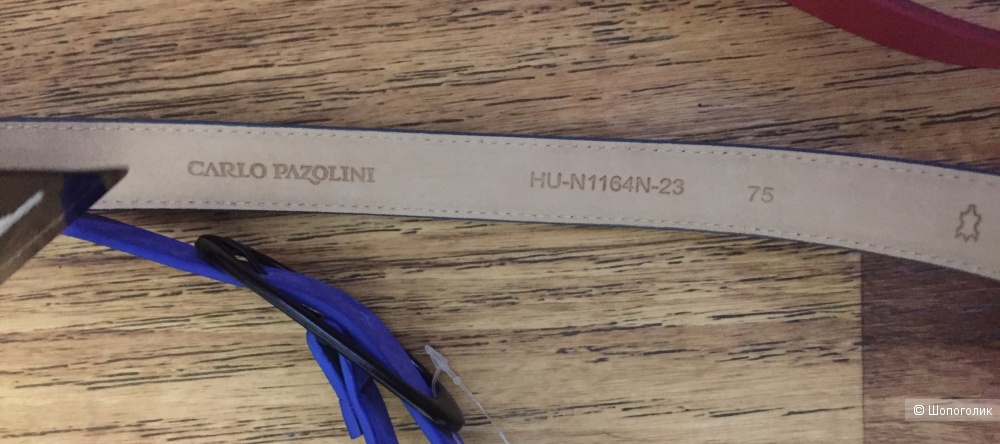 CARLO PAZOLINI HU-N1164N-23 75
© Шопоголик